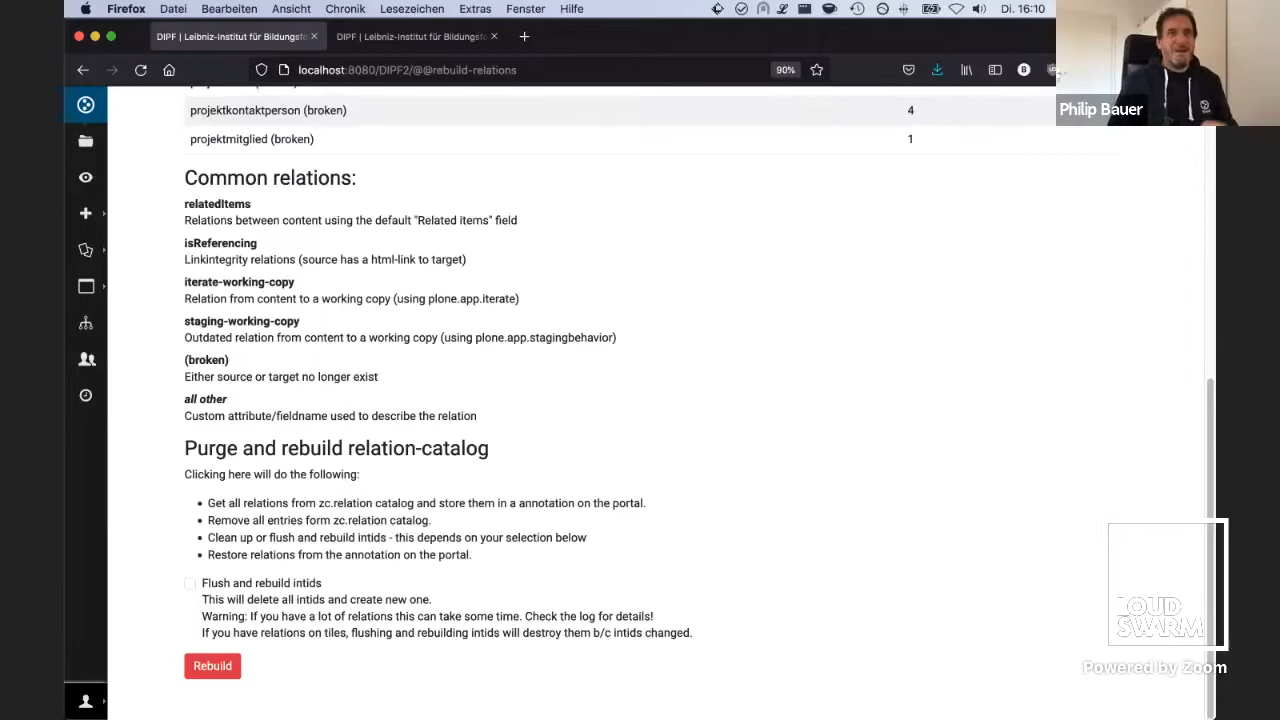 Firefox Datei Bearbeiten Ansicht Chronik Lesezeichen Extras Fenster Hilfe Di. 16:10
DIPF | Leibniz-Institut für Bildungsfo
DIPF | Leibniz-Institut für Bildungsfo
localhost:8080/DIPF2/@@rebuild-relations 90%
Philip Bauer
projektkontaktperson (broken) 4
projektmitglied (broken) 1
Common relations:
relatedItems
Relations between content using the default "Related items" field
isReferencing
Linkintegrity relations (source has a html-link to target)
iterate-working-copy
Relation from content to a working copy (using plone.app.iterate)
staging-working-copy
Outdated relation from content to a working copy (using plone.app.stagingbehavior)
(broken)
Either source or target no longer exist
all other
Custom attribute/fieldname used to describe the relation
Purge and rebuild relation-catalog
Clicking here will do the following:
• Get all relations from zc.relation catalog and store them in a annotation on the portal.
• Remove all entries form zc.relation catalog.
• Clean up or flush and rebuild intids - this depends on your selection below
• Restore relations from the annotation on the portal.
Flush and rebuild intids
This will delete all intids and create new one.
Warning: If you have a lot of relations this can take some time. Check the log for details!
If you have relations on tiles, flushing and rebuilding intids will destroy them b/c intids changed.
Rebuild
LOUD
SWARM
Powered by Zoom